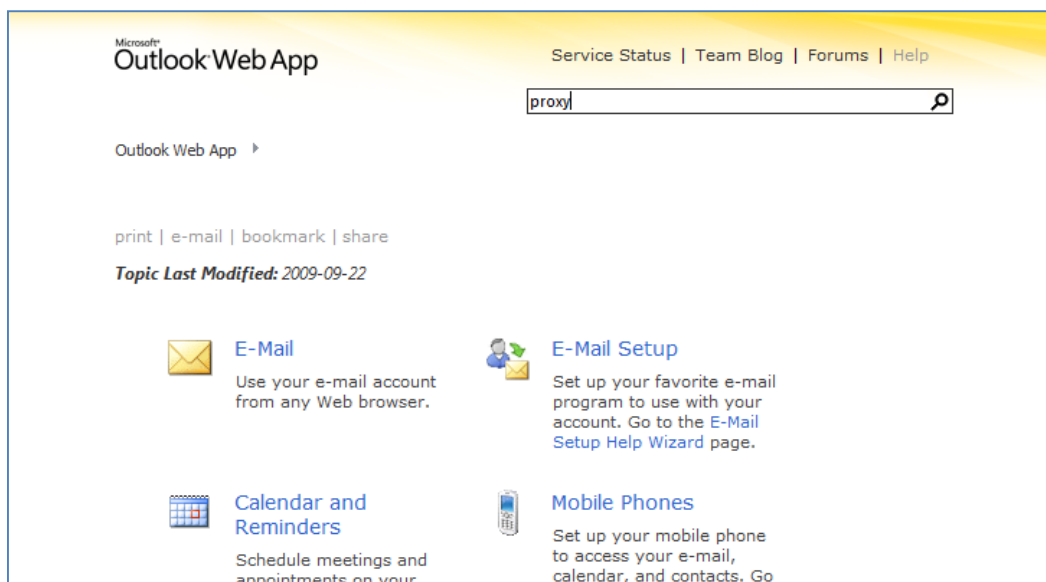 Microsoft®
Outlook Web App
Service Status | Team Blog | Forums | Help
proxy
Outlook Web App
print | e-mail | bookmark | share
Topic Last Modified: 2009-09-22
E-Mail
Use your e-mail account
from any Web browser.
E-Mail Setup
Set up your favorite e-mail
program to use with your
account. Go to the E-Mail
Setup Help Wizard page.
Calendar and
Reminders
Schedule meetings and
appointments on your
Mobile Phones
Set up your mobile phone
to access your e-mail,
calendar, and contacts. Go